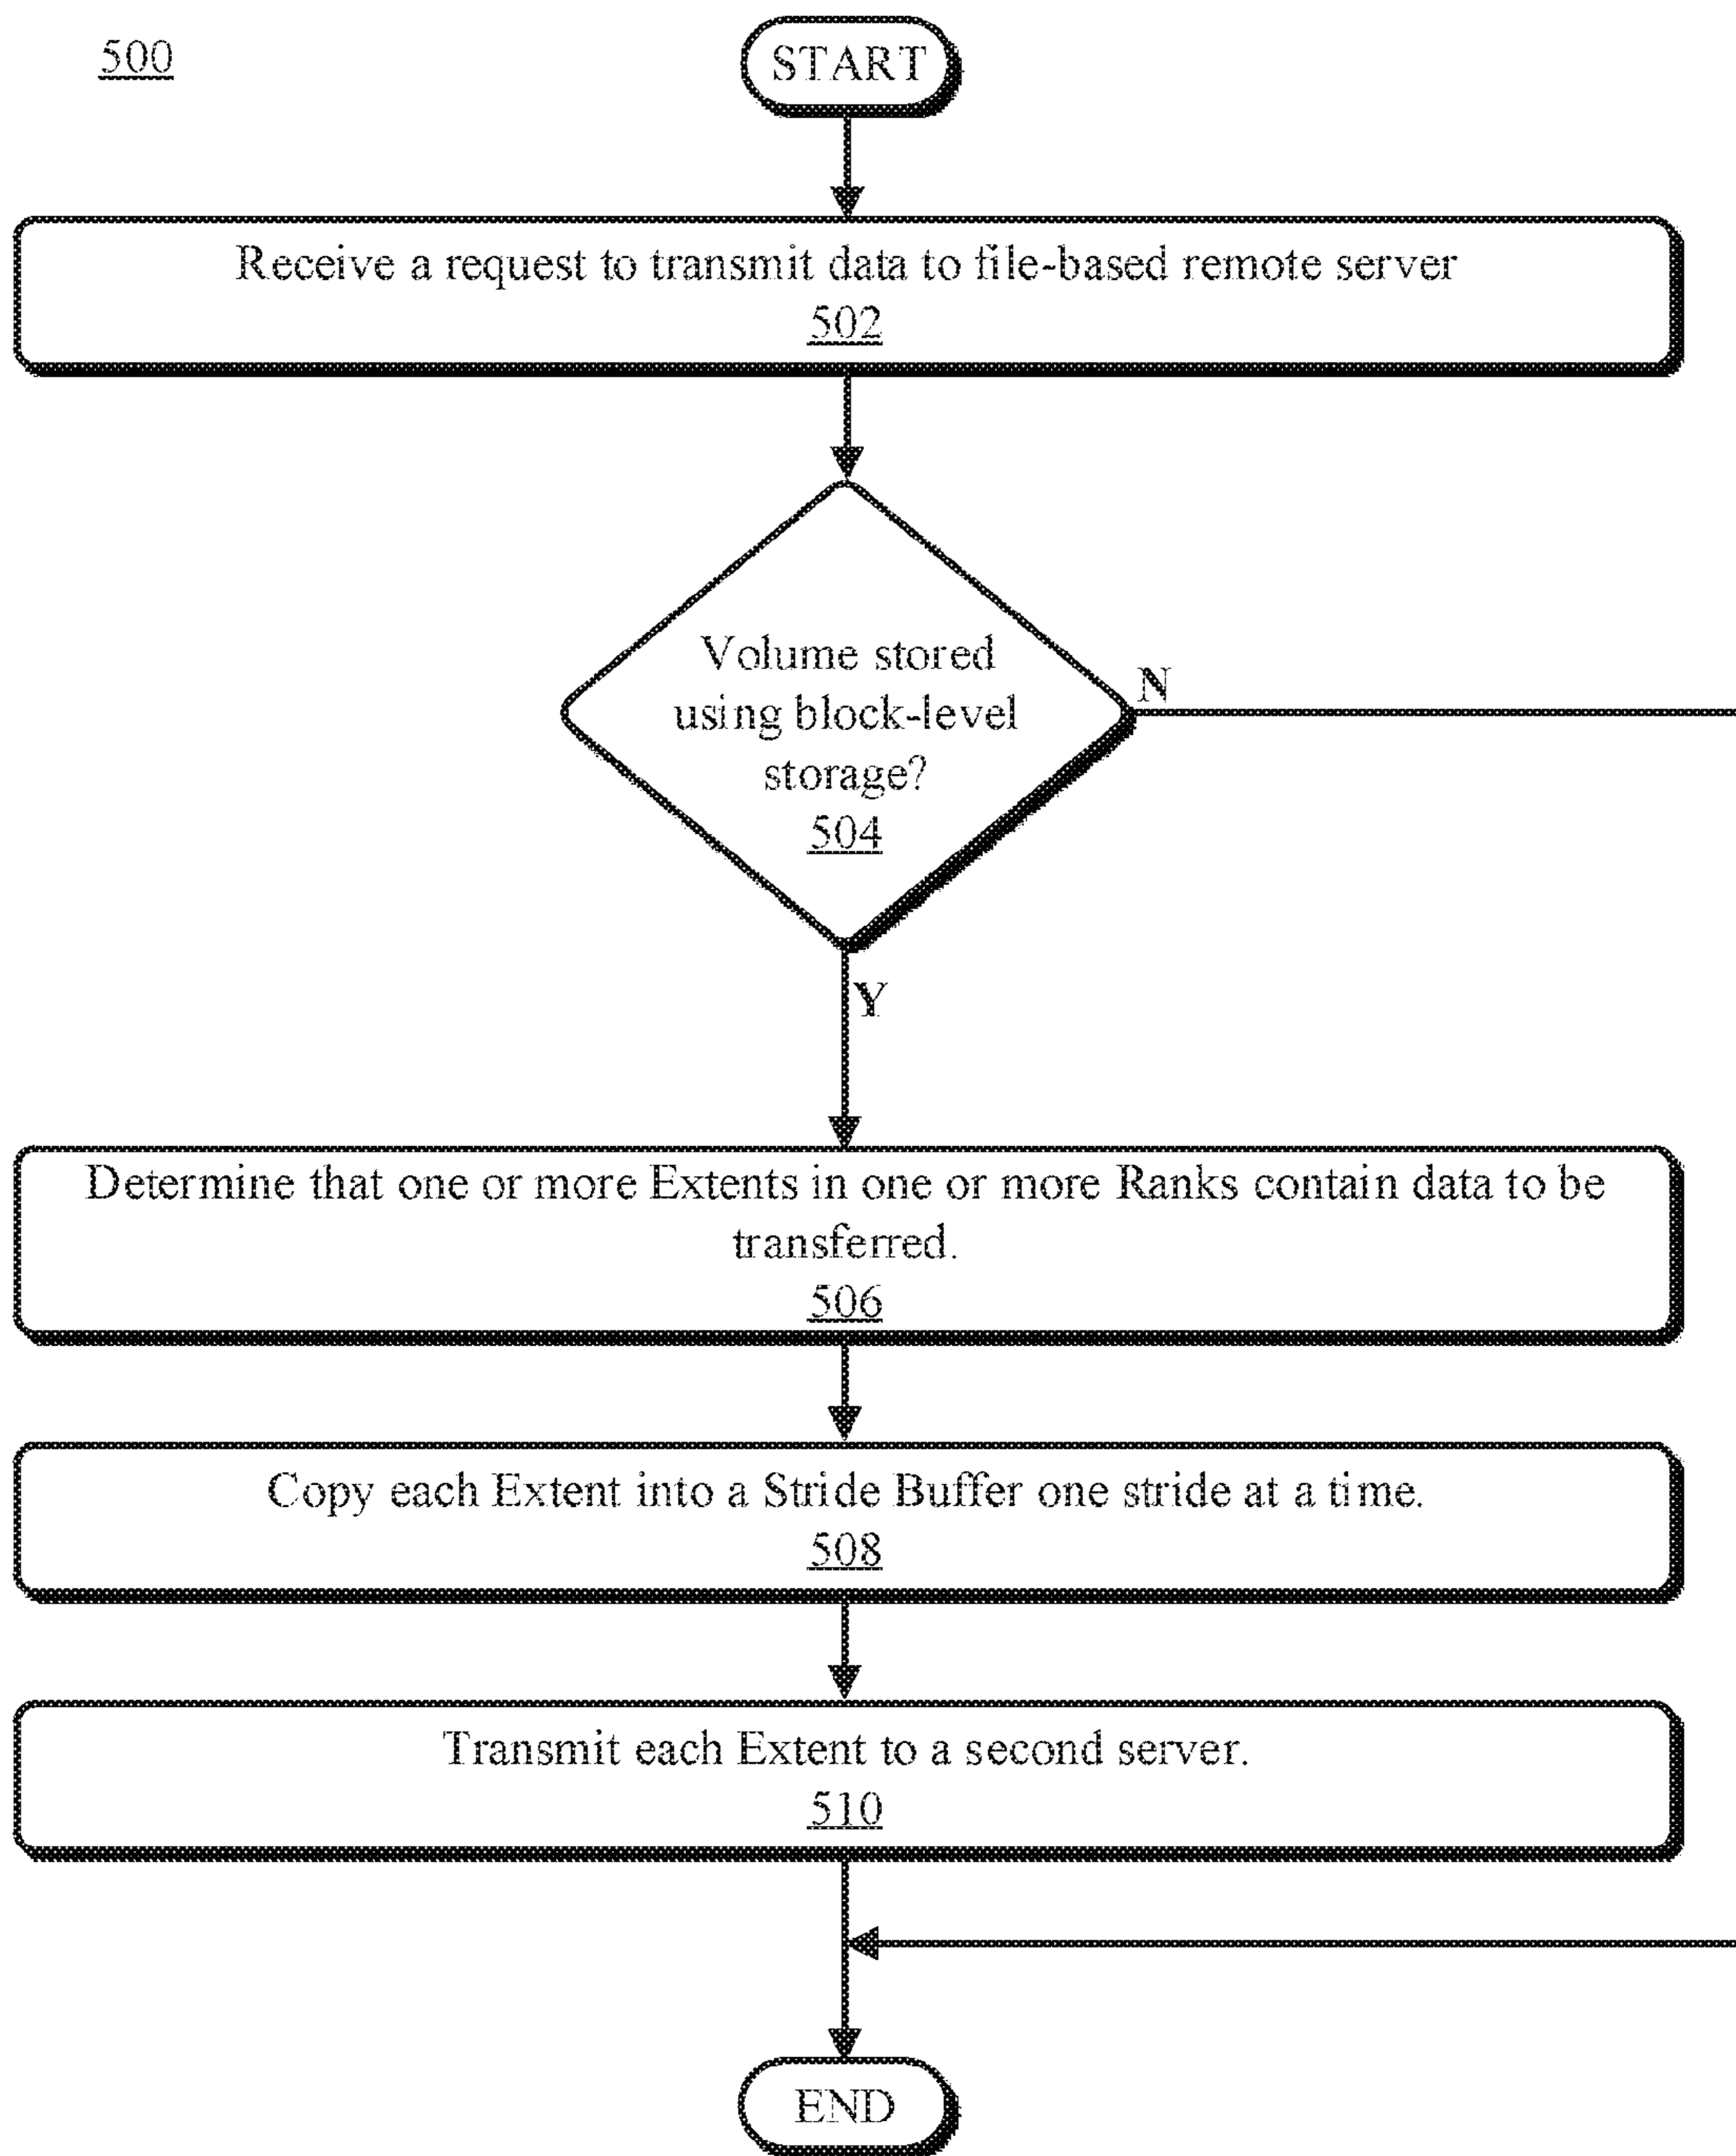 500
START
Receive a request to transmit data to file-based remote server
502
Volume stored
using block-level
storage?
504
N
Y
Determine that one or more Extents in one or more Ranks contain data to be
transferred.
506
Copy each Extent into a Stride Buffer one stride at a time.
508
Transmit each Extent to a second server.
510
END